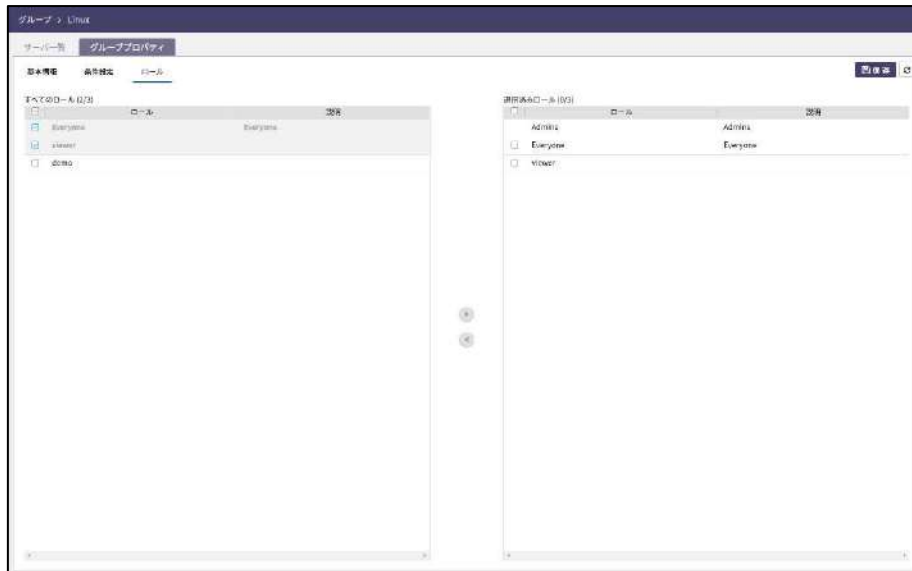 グループ > Linux
サーバ一覧 グループプロパティ
基本情報 条件設定 ロール 保存
すべてのロール (2/3)
ロール 説明
Everyone Everyone
viewer
demo
選択済みロール (0/3)
ロール 説明
Admins Admins
Everyone Everyone
viewer